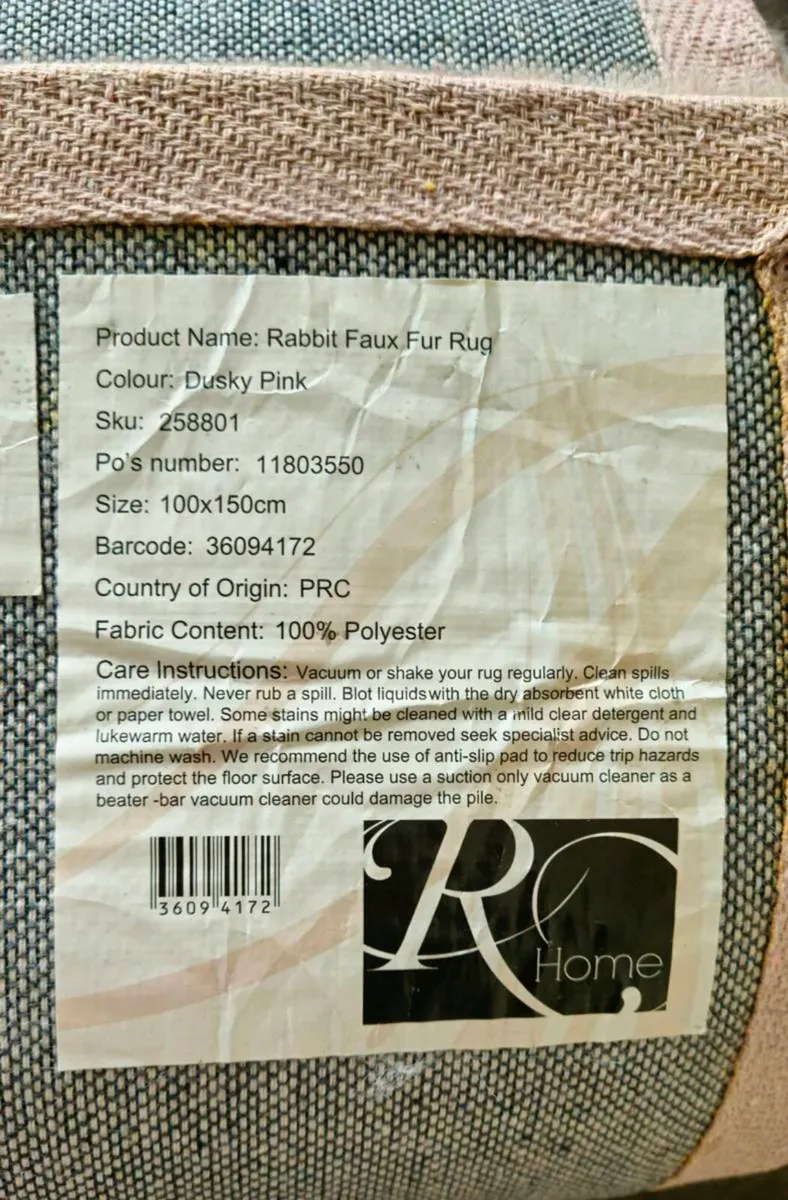 Product Name: Rabbit Faux Fur Rug
Colour: Dusky Pink
Sku: 258801
Po's number: 11803550
Size: 100x150cm
Barcode: 36094172
Country of Origin: PRC
Fabric Content: 100% Polyester
Care Instructions: Vacuum or shake your rug regularly. Clean spills
immediately. Never rub a spill. Blot liquidswith the dry absorbent white cloth
or paper towel. Some stains might be cleaned with a mild clear detergent and
lukewarm water. If a stain cannot be removed seek specialist advice. Do not
machine wash. We recommend the use of anti-slip pad to reduce trip hazards
and protect the floor surface. Please use a suction only vacuum cleaner as a
beater -bar vacuum cleaner could damage the pile.
3609 4172
R
Home